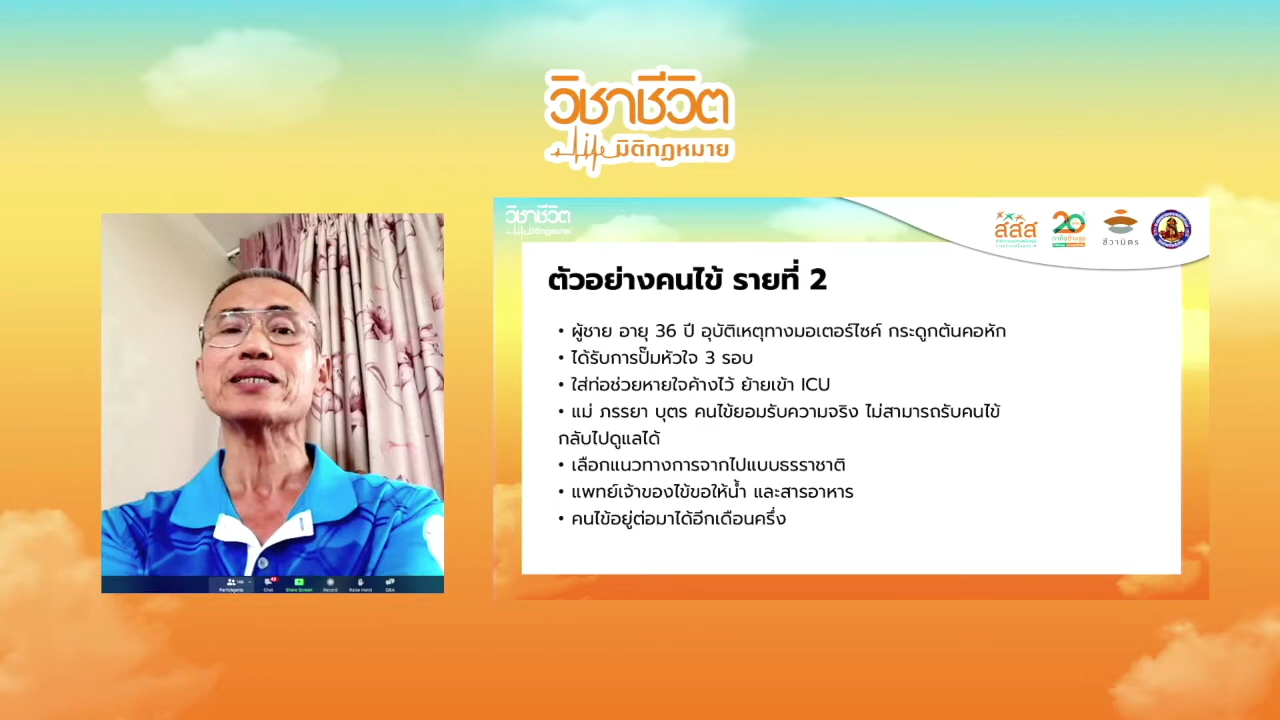 วิชาชีวิต
Life มิติกฎหมาย
วิชาชีวิต
Life มิติกฎหมาย
สสส
20
ชีวามิตร
ตัวอย่างคนไข้ รายที่ 2
• ผู้ชาย อายุ 36 ปี อุบัติเหตุทางมอเตอร์ไซค์ กระดูกต้นคอหัก
• ได้รับการปั๊มหัวใจ 3 รอบ
• ใส่ท่อช่วยหายใจค้างไว้ ย้ายเข้า ICU
• แม่ ภรรยา บุตร คนไข้ยอมรับความจริง ไม่สามารถรับคนไข้
กลับไปดูแลได้
• เลือกแนวทางการจากไปแบบธรราชาติ
• แพทย์เจ้าของไข้ขอให้น้ำ และสารอาหาร
• คนไข้อยู่ต่อมาได้อีกเดือนครึ่ง
Participants Chat Share Screen Record Raise Hand Q&A